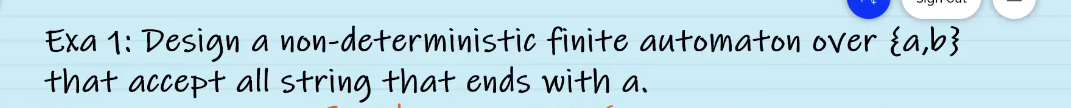 Exa 1: Design a non-deterministic finite automaton over {a,b}
that accept all string that ends with a.